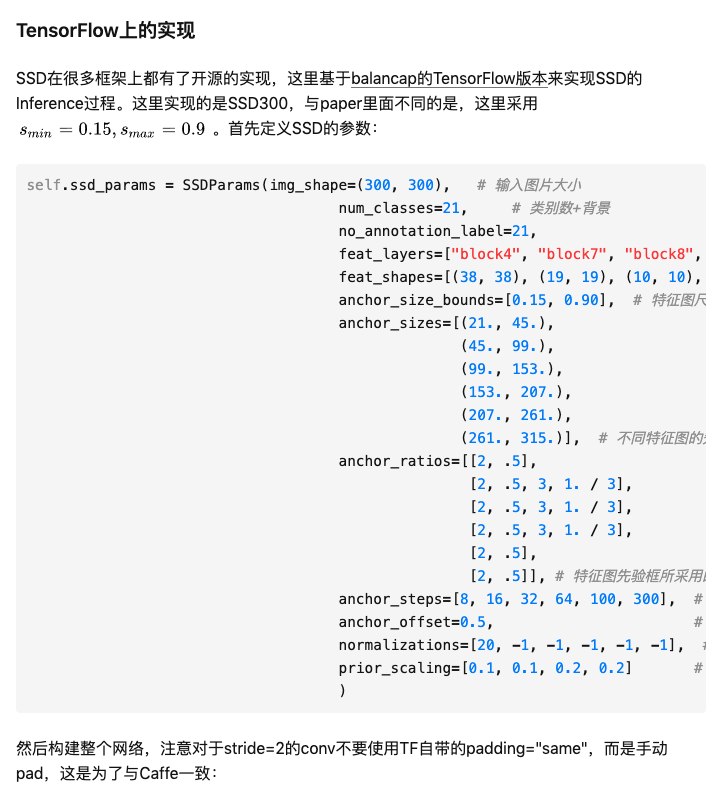 TensorFlow上的实现
SSD在很多框架上都有了开源的实现，这里基于balancap的TensorFlow版本来实现SSD的
Inference过程。这里实现的是SSD300，与paper里面不同的是，这里采用
s_min = 0.15, s_max = 0.9 。首先定义SSD的参数：
self.ssd_params = SSDParams(img_shape=(300, 300),   # 输入图片大小
num_classes=21,     # 类别数+背景
no_annotation_label=21,
feat_layers=["block4", "block7", "block8",
feat_shapes=[(38, 38), (19, 19), (10, 10),
anchor_size_bounds=[0.15, 0.90],  # 特征图
anchor_sizes=[(21., 45.),
(45., 99.),
(99., 153.),
(153., 207.),
(207., 261.),
(261., 315.)],  # 不同特征图的
anchor_ratios=[[2, .5],
[2, .5, 3, 1. / 3],
[2, .5, 3, 1. / 3],
[2, .5, 3, 1. / 3],
[2, .5],
[2, .5]], # 特征图先验框所采用
anchor_steps=[8, 16, 32, 64, 100, 300],  #
anchor_offset=0.5,                       #
normalizations=[20, -1, -1, -1, -1, -1],  #
prior_scaling=[0.1, 0.1, 0.2, 0.2]       #
)
然后构建整个网络，注意对于stride=2的conv不要使用TF自带的padding="same"，而是手动
pad，这是为了与Caffe一致：